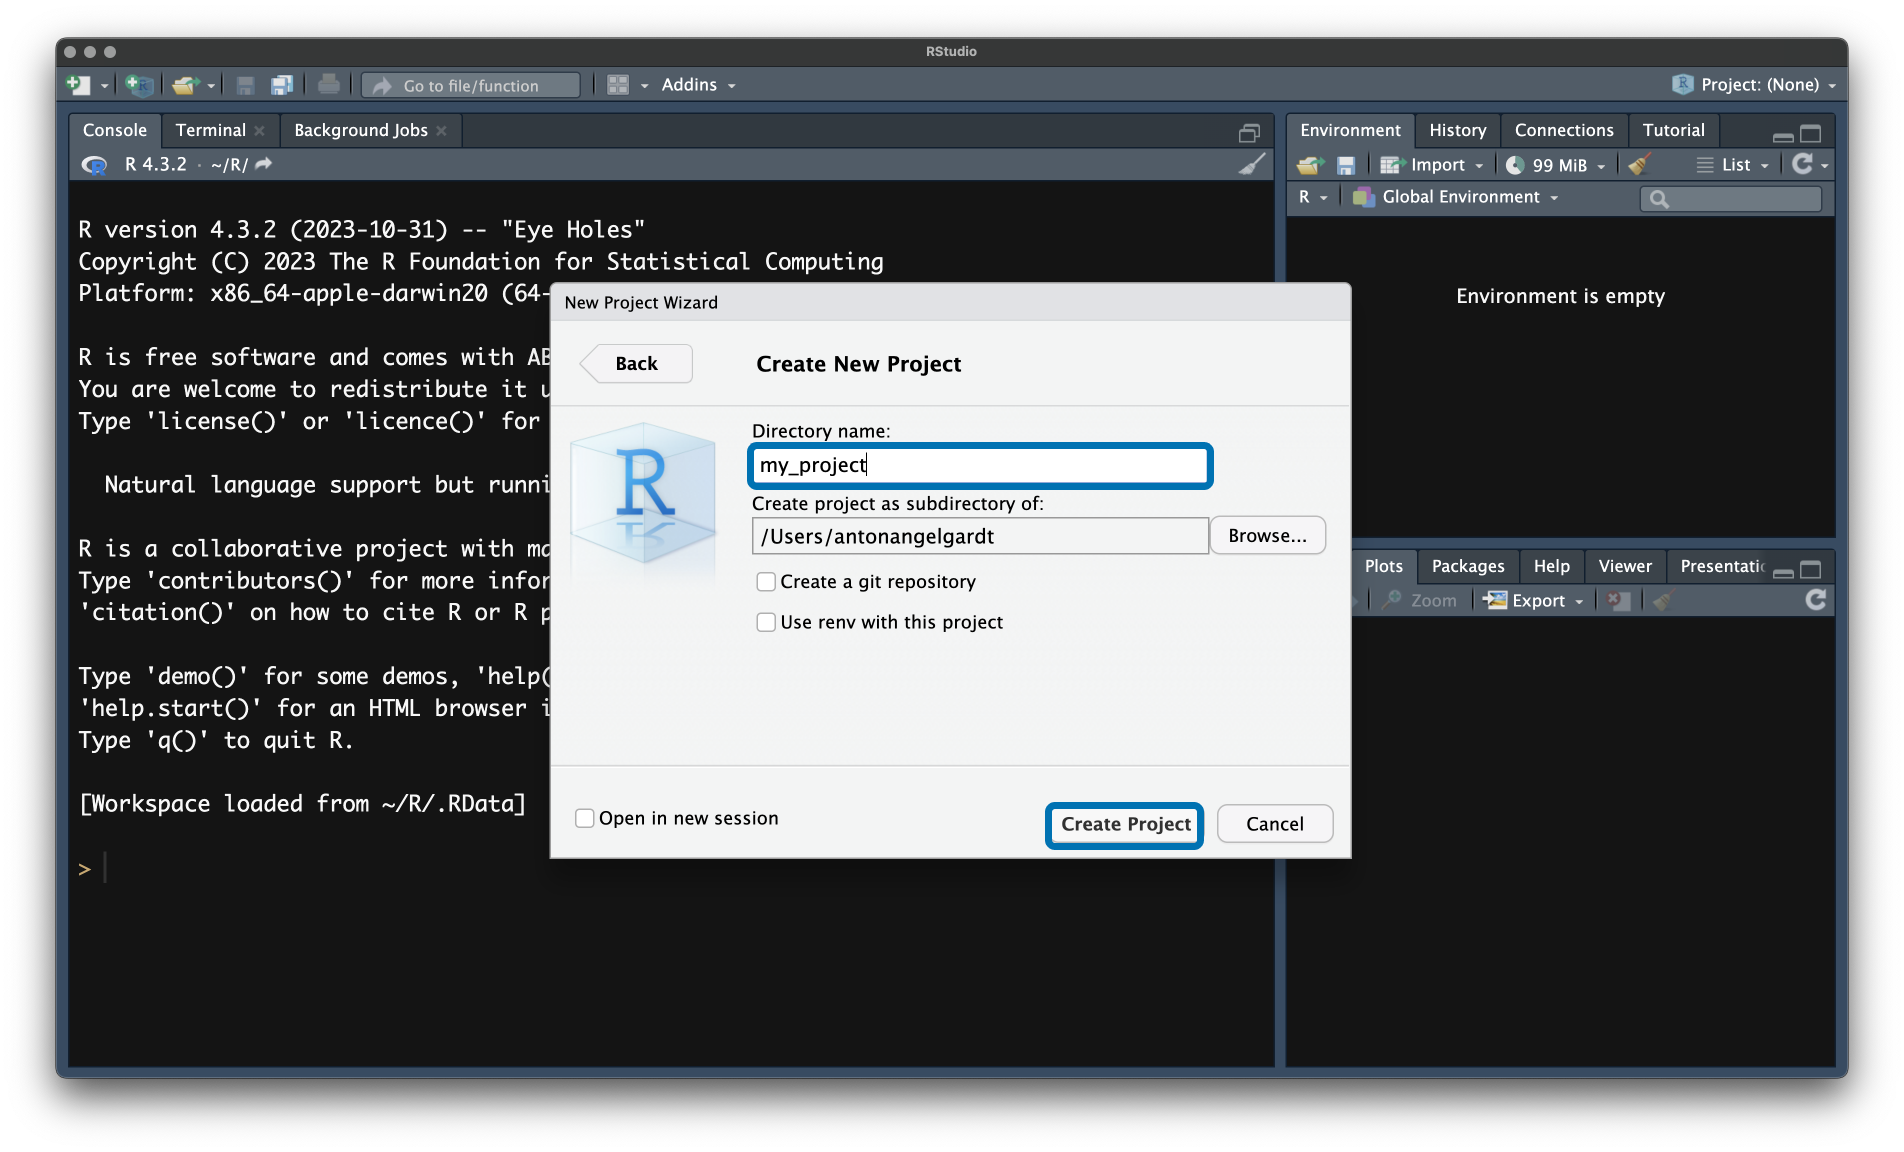 RStudio
Go to file/function
Addins
Project: (None)
Console
Terminal
Background Jobs
R 4.3.2 · ~/R/
R version 4.3.2 (2023-10-31) -- "Eye Holes"
Copyright (C) 2023 The R Foundation for Statistical Computing
Platform: x86_64-apple-darwin20 (64-
R is free software and comes with AB
You are welcome to redistribute it u
Type 'license()' or 'licence()' for
Natural language support but runni
R is a collaborative project with ma
Type 'contributors()' for more infor
'citation()' on how to cite R or R p
Type 'demo()' for some demos, 'help(
'help.start()' for an HTML browser i
Type 'q()' to quit R.
[Workspace loaded from ~/R/.RData]
>
New Project Wizard
Back
Create New Project
R
Directory name:
my_project
Create project as subdirectory of:
/Users/antonangelgardt
Browse...
Create a git repository
Use renv with this project
Open in new session
Create Project
Cancel
Environment
History
Connections
Tutorial
Import
99 MiB
List
R
Global Environment
Environment is empty
Plots
Packages
Help
Viewer
Presentatio
Zoom
Export